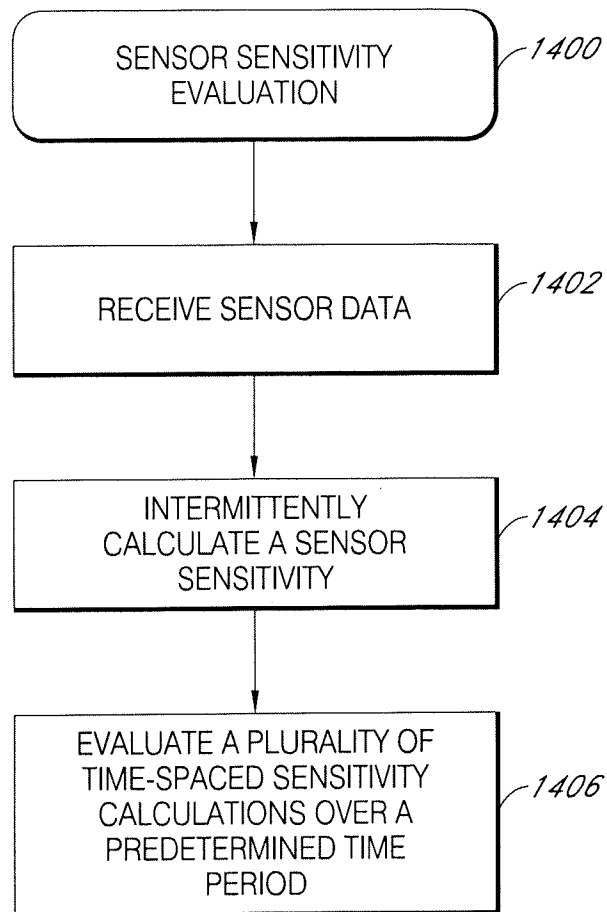 SENSOR SENSITIVITY
EVALUATION
1400
RECEIVE SENSOR DATA
1402
INTERMITTENTLY
CALCULATE A SENSOR
SENSITIVITY
1404
EVALUATE A PLURALITY OF
TIME-SPACED SENSITIVITY
CALCULATIONS OVER A
PREDETERMINED TIME
PERIOD
1406